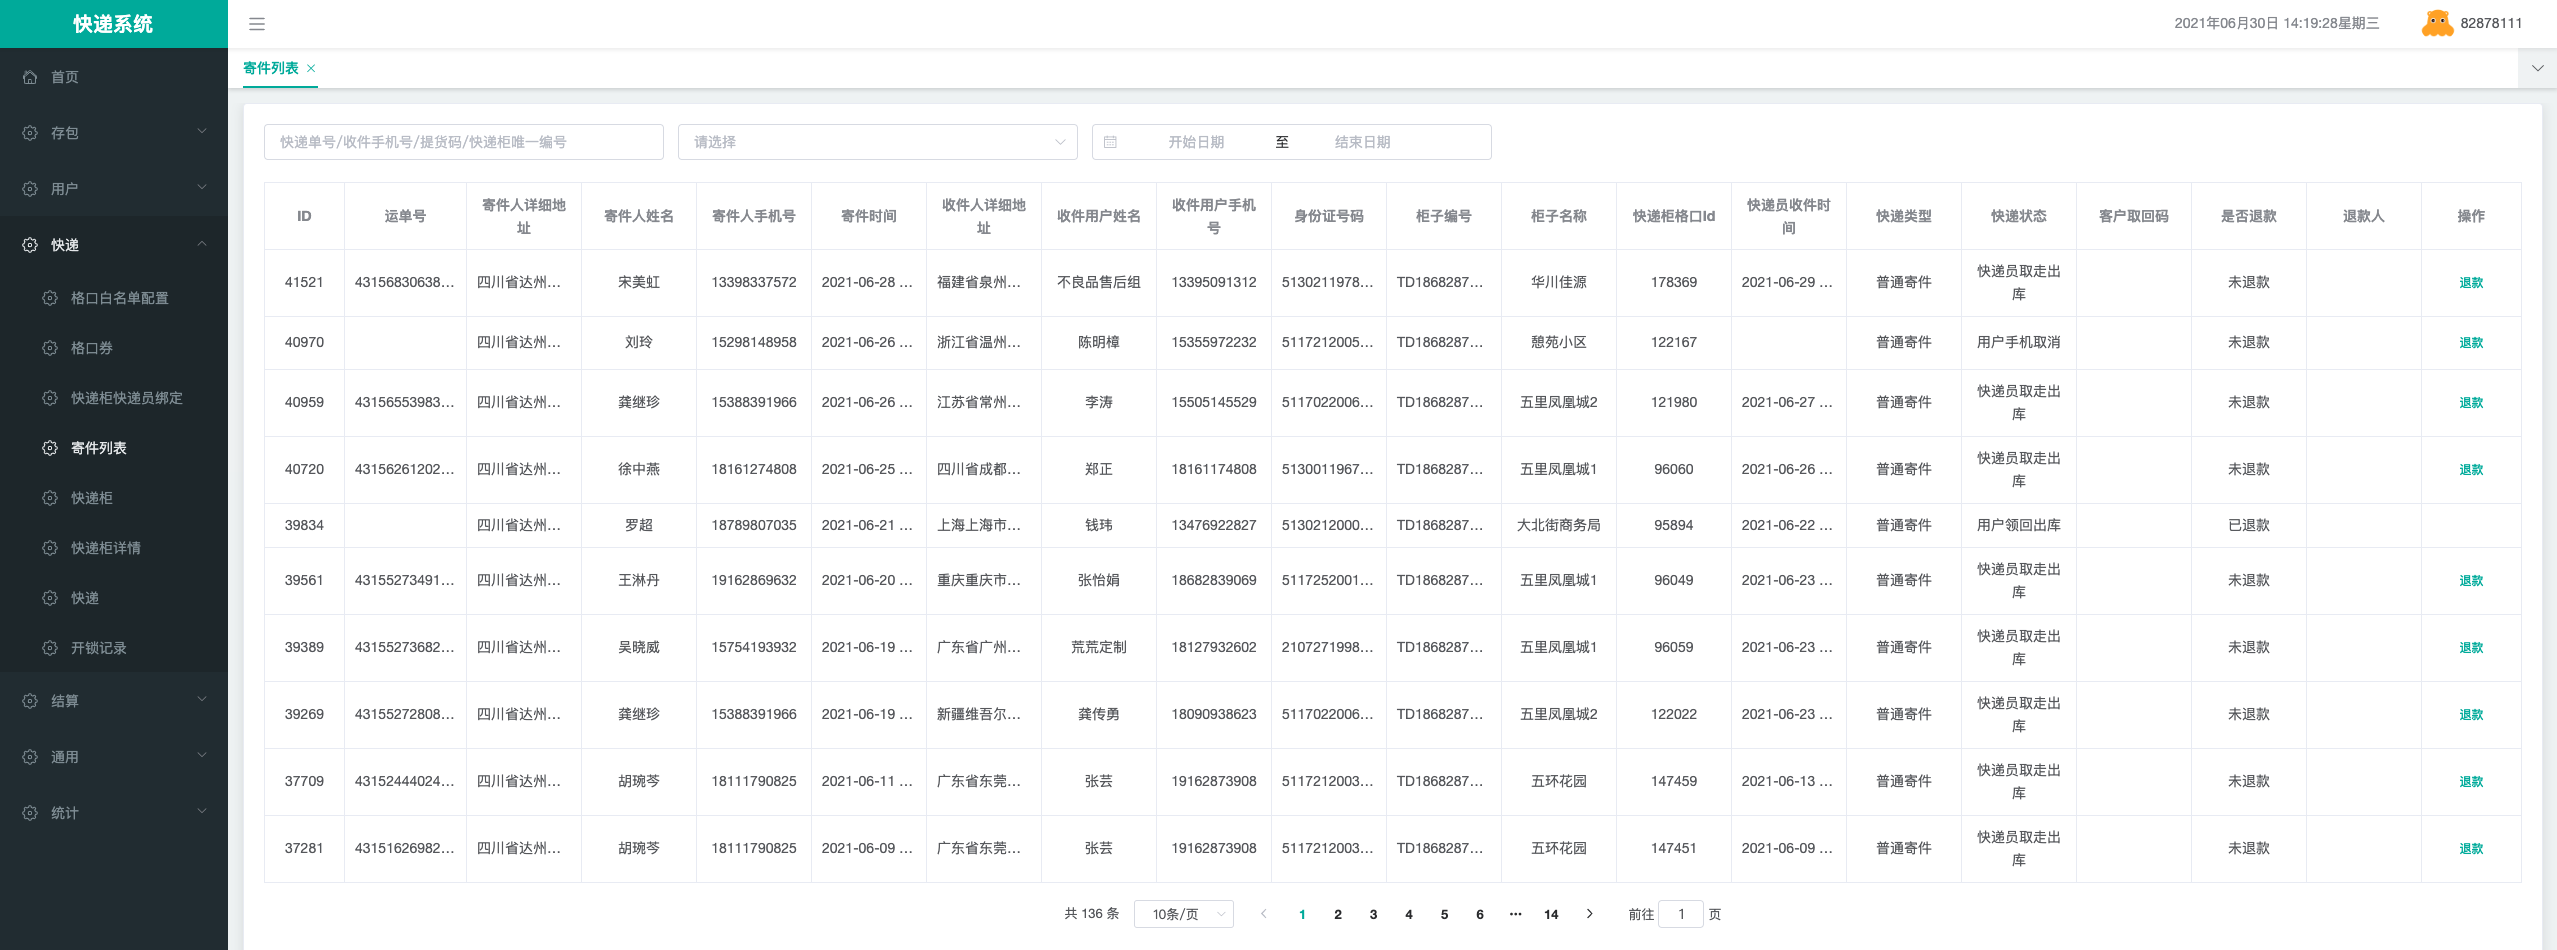 快递系统
2021年06月30日 14:19:28星期三
82878111
首页
存包
用户
快递
格口白名单配置
格口券
快递柜快递员绑定
寄件列表
快递柜
快递柜详情
快递
开锁记录
结算
通用
统计
寄件列表
快递单号/收件手机号/提货码/快递柜唯一编号
请选择
开始日期 至 结束日期
ID 运单号 寄件人详细地址 寄件人姓名 寄件人手机号 寄件时间 收件人详细地址 收件用户姓名 收件用户手机号 身份证号码 柜子编号 柜子名称 快递柜格口Id 快递员收件时间 快递类型 快递状态 客户取回码 是否退款 退款人 操作
41521 43156830638... 四川省达州... 宋美虹 13398337572 2021-06-28 ... 福建省泉州... 不良品售后组 13395091312 5130211978... TD1868287... 华川佳源 178369 2021-06-29 ... 普通寄件 快递员取走出库 未退款 退款
40970 四川省达州... 刘玲 15298148958 2021-06-26 ... 浙江省温州... 陈明樟 15355972232 5117212005... TD1868287... 憩苑小区 122167 普通寄件 用户手机取消 未退款 退款
40959 43156553983... 四川省达州... 龚继珍 15388391966 2021-06-26 ... 江苏省常州... 李涛 15505145529 5117022006... TD1868287... 五里凤凰城2 121980 2021-06-27 ... 普通寄件 快递员取走出库 未退款 退款
40720 43156261202... 四川省达州... 徐中燕 18161274808 2021-06-25 ... 四川省成都... 郑正 18161174808 5130011967... TD1868287... 五里凤凰城1 96060 2021-06-26 ... 普通寄件 快递员取走出库 未退款 退款
39834 四川省达州... 罗超 18789807035 2021-06-21 ... 上海上海市... 钱玮 13476922827 5130212000... TD1868287... 大北街商务局 95894 2021-06-22 ... 普通寄件 用户领回出库 已退款
39561 43155273491... 四川省达州... 王淋丹 19162869632 2021-06-20 ... 重庆重庆市... 张怡娟 18682839069 5117252001... TD1868287... 五里凤凰城1 96049 2021-06-23 ... 普通寄件 快递员取走出库 未退款 退款
39389 43155273682... 四川省达州... 吴晓威 15754193932 2021-06-19 ... 广东省广州... 荒荒定制 18127932602 2107271998... TD1868287... 五里凤凰城1 96059 2021-06-23 ... 普通寄件 快递员取走出库 未退款 退款
39269 43155272808... 四川省达州... 龚继珍 15388391966 2021-06-19 ... 新疆维吾尔... 龚传勇 18090938623 5117022006... TD1868287... 五里凤凰城2 122022 2021-06-23 ... 普通寄件 快递员取走出库 未退款 退款
37709 43152444024... 四川省达州... 胡琬芩 18111790825 2021-06-11 ... 广东省东莞... 张芸 19162873908 5117212003... TD1868287... 五环花园 147459 2021-06-13 ... 普通寄件 快递员取走出库 未退款 退款
37281 43151626982... 四川省达州... 胡琬芩 18111790825 2021-06-09 ... 广东省东莞... 张芸 19162873908 5117212003... TD1868287... 五环花园 147451 2021-06-09 ... 普通寄件 快递员取走出库 未退款 退款
共 136 条 10条/页 1 2 3 4 5 6 ... 14 前往 1 页